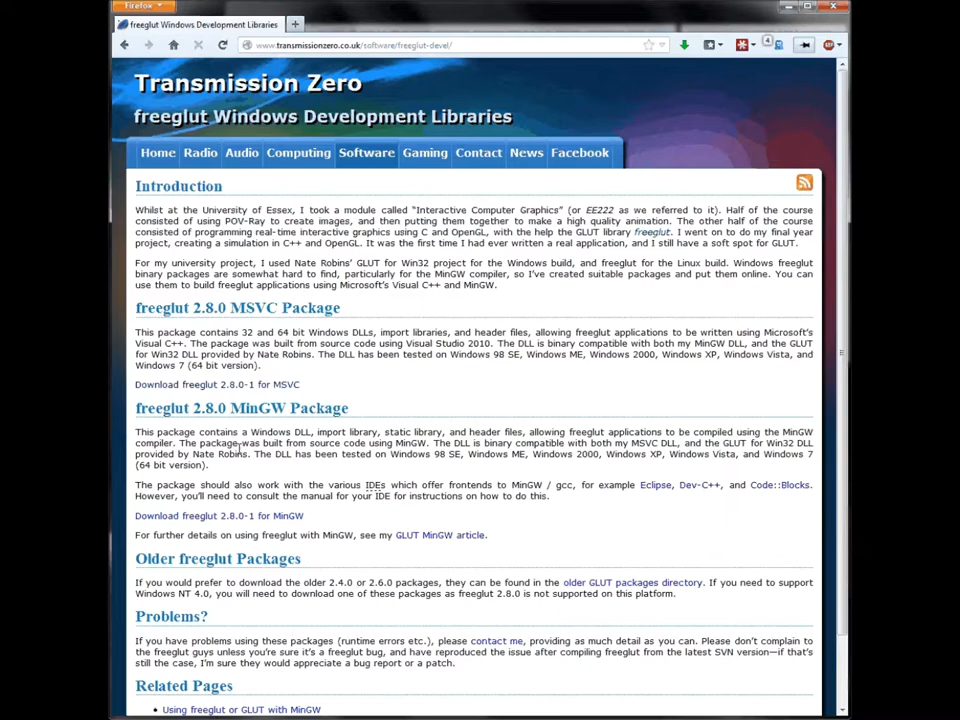 Firefox
freeglut Windows Development Libraries
www.transmissionzero.co.uk/software/freeglut-devel/
4
Transmission Zero
freeglut Windows Development Libraries
Home Radio Audio Computing Software Gaming Contact News Facebook
Introduction
Whilst at the University of Essex, I took a module called “Interactive Computer Graphics” (or EE222 as we referred to it). Half of the course
consisted of using POV-Ray to create images, and then putting them together to make a high quality animation. The other half of the course
consisted of programming real-time interactive graphics using C and OpenGL, with the help the GLUT library freeglut. I went on to do my final year
project, creating a simulation in C++ and OpenGL. It was the first time I had ever written a real application, and I still have a soft spot for GLUT.
For my university project, I used Nate Robins’ GLUT for Win32 project for the Windows build, and freeglut for the Linux build. Windows freeglut
binary packages are somewhat hard to find, particularly for the MinGW compiler, so I’ve created suitable packages and put them online. You can
use them to build freeglut applications using Microsoft’s Visual C++ and MinGW.
freeglut 2.8.0 MSVC Package
This package contains 32 and 64 bit Windows DLLs, import libraries, and header files, allowing freeglut applications to be written using Microsoft’s
Visual C++. The package was built from source code using Visual Studio 2010. The DLL is binary compatible with both my MinGW DLL, and the GLUT
for Win32 DLL provided by Nate Robins. The DLL has been tested on Windows 98 SE, Windows ME, Windows 2000, Windows XP, Windows Vista, and
Windows 7 (64 bit version).
Download freeglut 2.8.0-1 for MSVC
freeglut 2.8.0 MinGW Package
This package contains a Windows DLL, import library, static library, and header files, allowing freeglut applications to be compiled using the MinGW
compiler. The package was built from source code using MinGW. The DLL is binary compatible with both my MSVC DLL, and the GLUT for Win32 DLL
provided by Nate Robins. The DLL has been tested on Windows 98 SE, Windows ME, Windows 2000, Windows XP, Windows Vista, and Windows 7
(64 bit version).
The package should also work with the various IDEs which offer frontends to MinGW / gcc, for example Eclipse, Dev-C++, and Code::Blocks.
However, you’ll need to consult the manual for your IDE for instructions on how to do this.
Download freeglut 2.8.0-1 for MinGW
For further details on using freeglut with MinGW, see my GLUT MinGW article.
Older freeglut Packages
If you would prefer to download the older 2.4.0 or 2.6.0 packages, they can be found in the older GLUT packages directory. If you need to support
Windows NT 4.0, you will need to download one of these packages as freeglut 2.8.0 is not supported on this platform.
Problems?
If you have problems using these packages (runtime errors etc.), please contact me, providing as much detail as you can. Please don’t complain to
the freeglut guys unless you’re sure it’s a freeglut bug, and have reproduced the issue after compiling freeglut from the latest SVN version—if that’s
still the case, I’m sure they would appreciate a bug report or a patch.
Related Pages
• Using freeglut or GLUT with MinGW